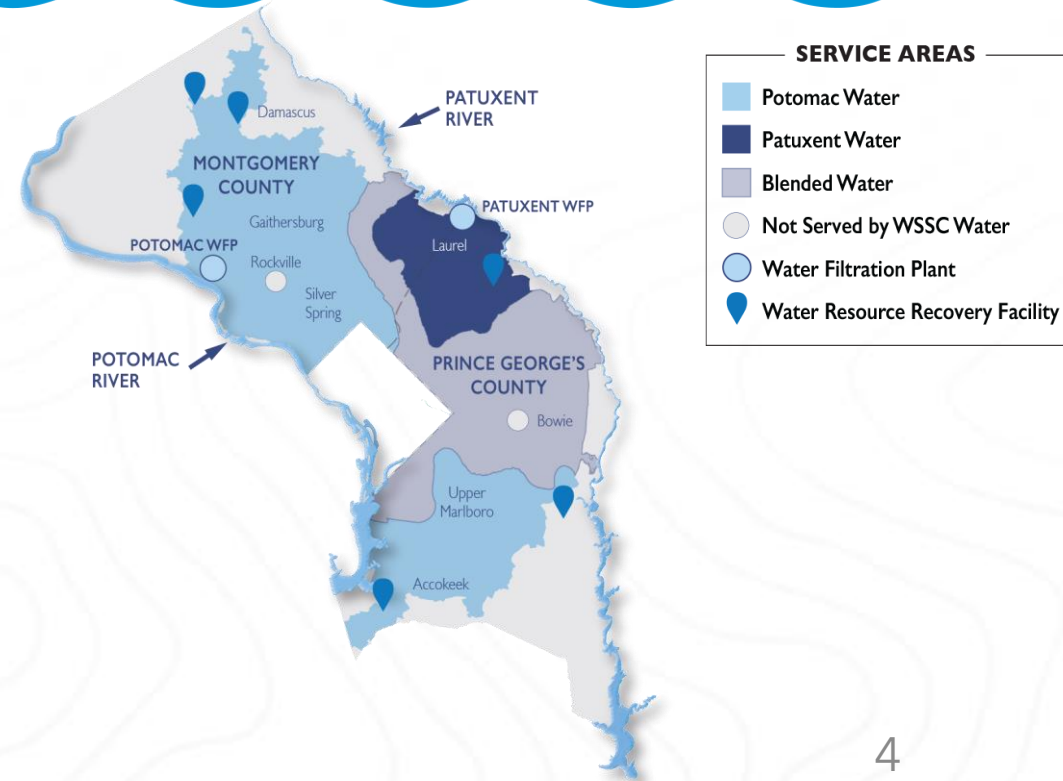 SERVICE AREAS
Potomac Water
Patuxent Water
Blended Water
Not Served by WSSC Water
Water Filtration Plant
Water Resource Recovery Facility
PATUXENT
RIVER
Damascus
MONTGOMERY
COUNTY
PATUXENT WFP
Gaithersburg
Laurel
POTOMAC WFP
Rockville
Silver
Spring
POTOMAC
RIVER
PRINCE GEORGE'S
COUNTY
Bowie
Upper
Marlboro
Accokeek
4